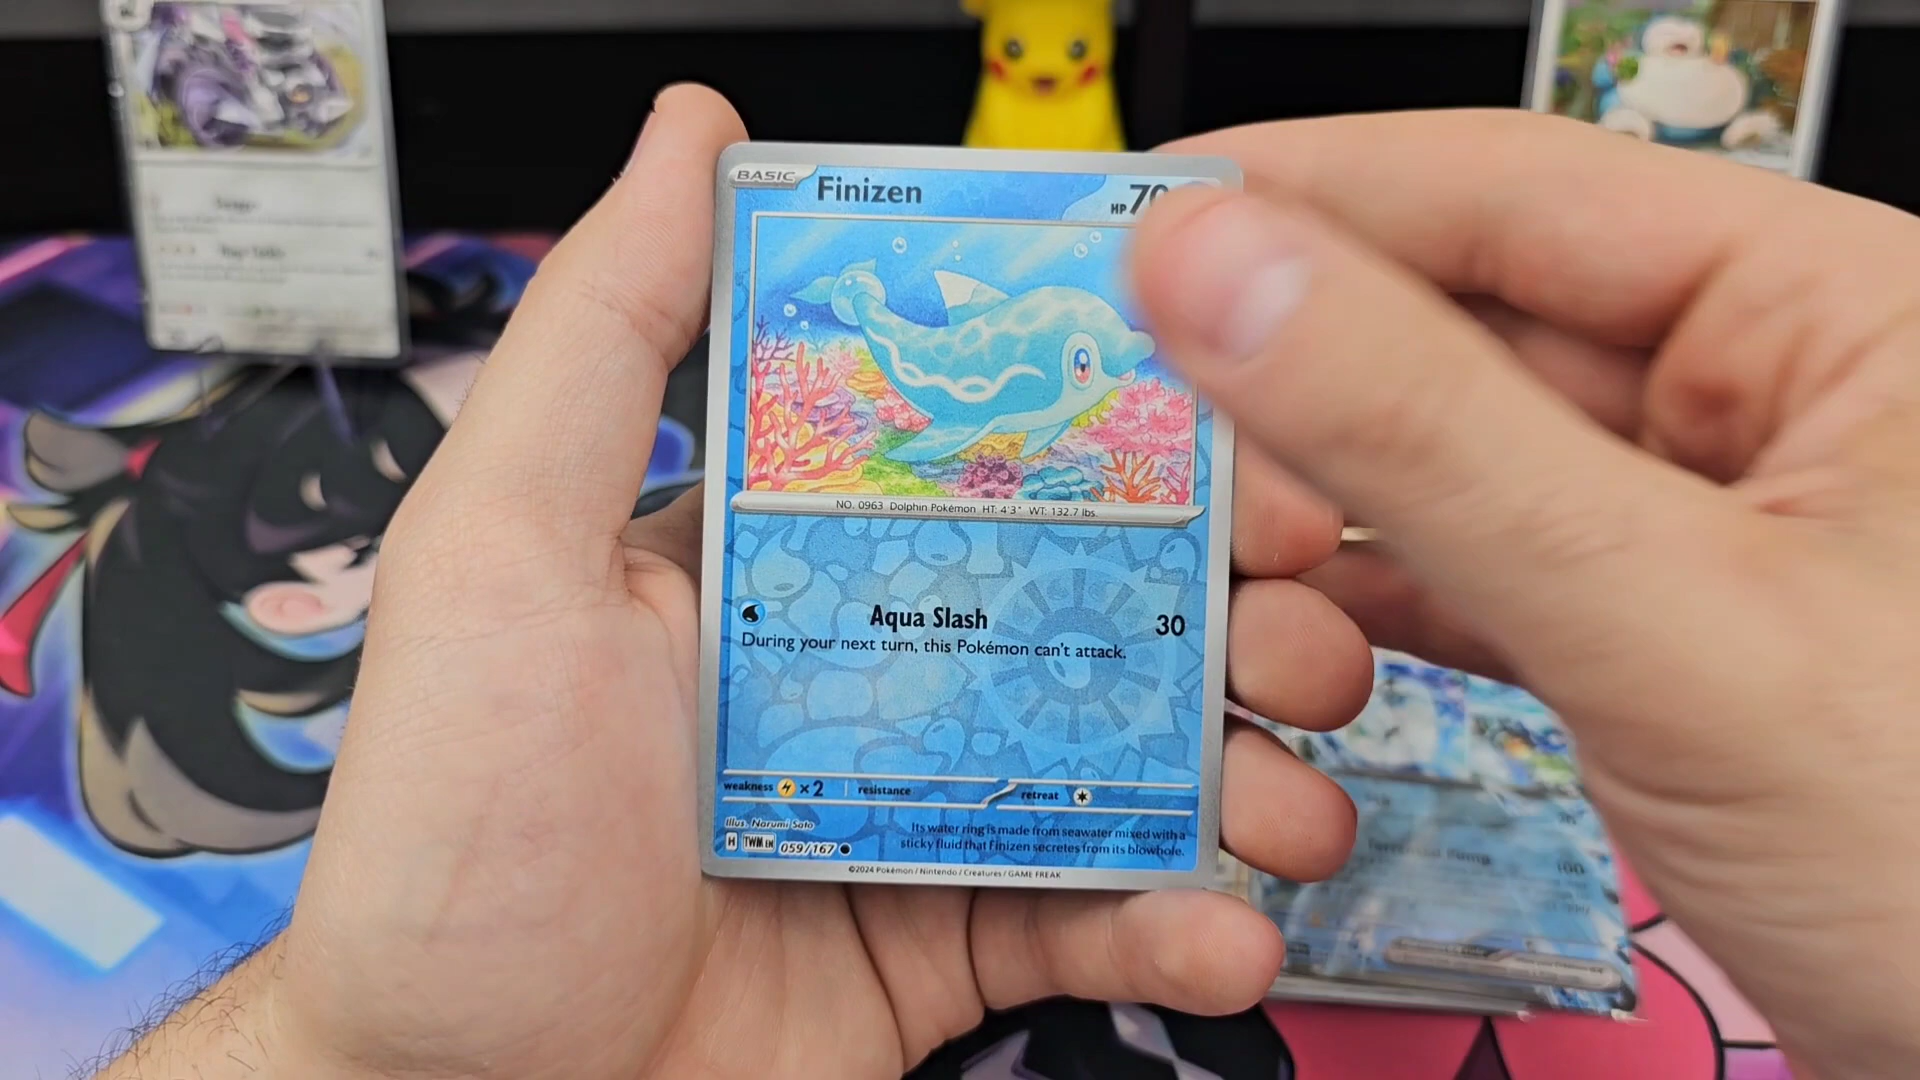 BASIC Finizen HP 70
NO. 0963 Dolphin Pokémon HT: 4'3" WT: 132.7 lbs.
Aqua Slash 30
During your next turn, this Pokémon can't attack.
weakness ×2 resistance retreat
Illus. Narumi Sato
Its water ring is made from seawater mixed with a
sticky fluid that Finizen secretes from its blowhole.
H TWM EN 059/167
©2024 Pokémon / Nintendo / Creatures / GAME FREAK
100